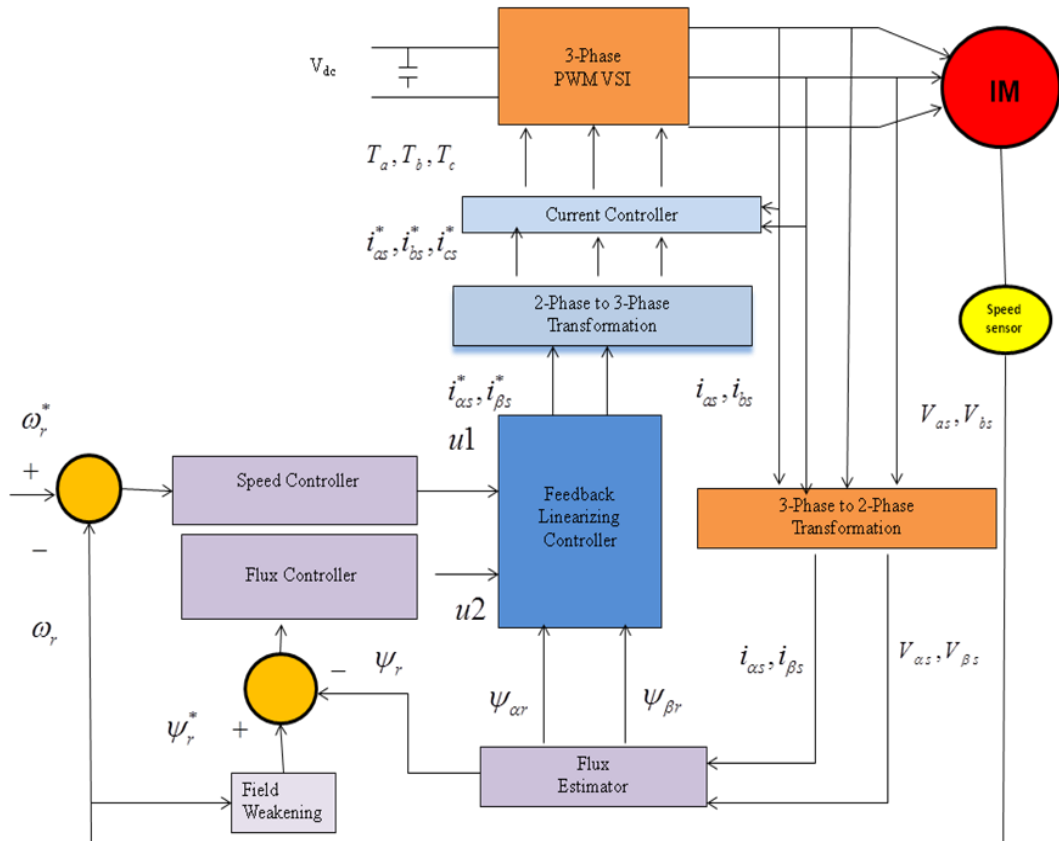 V_dc
3-Phase
PWM VSI
IM
T_a, T_b, T_c
Current Controller
i*_as, i*_bs, i*_cs
2-Phase to 3-Phase
Transformation
Speed
sensor
i*_αs, i*_βs
i_as, i_bs
V_as, V_bs
ω*_r
u1
+
Speed Controller
Feedback
Linearizing
Controller
3-Phase to 2-Phase
Transformation
−
Flux Controller
u2
ω_r
−
ψ_r
i_αs, i_βs
V_αs, V_βs
ψ_αr
ψ_βr
ψ*_r
+
Field
Weakening
Flux
Estimator